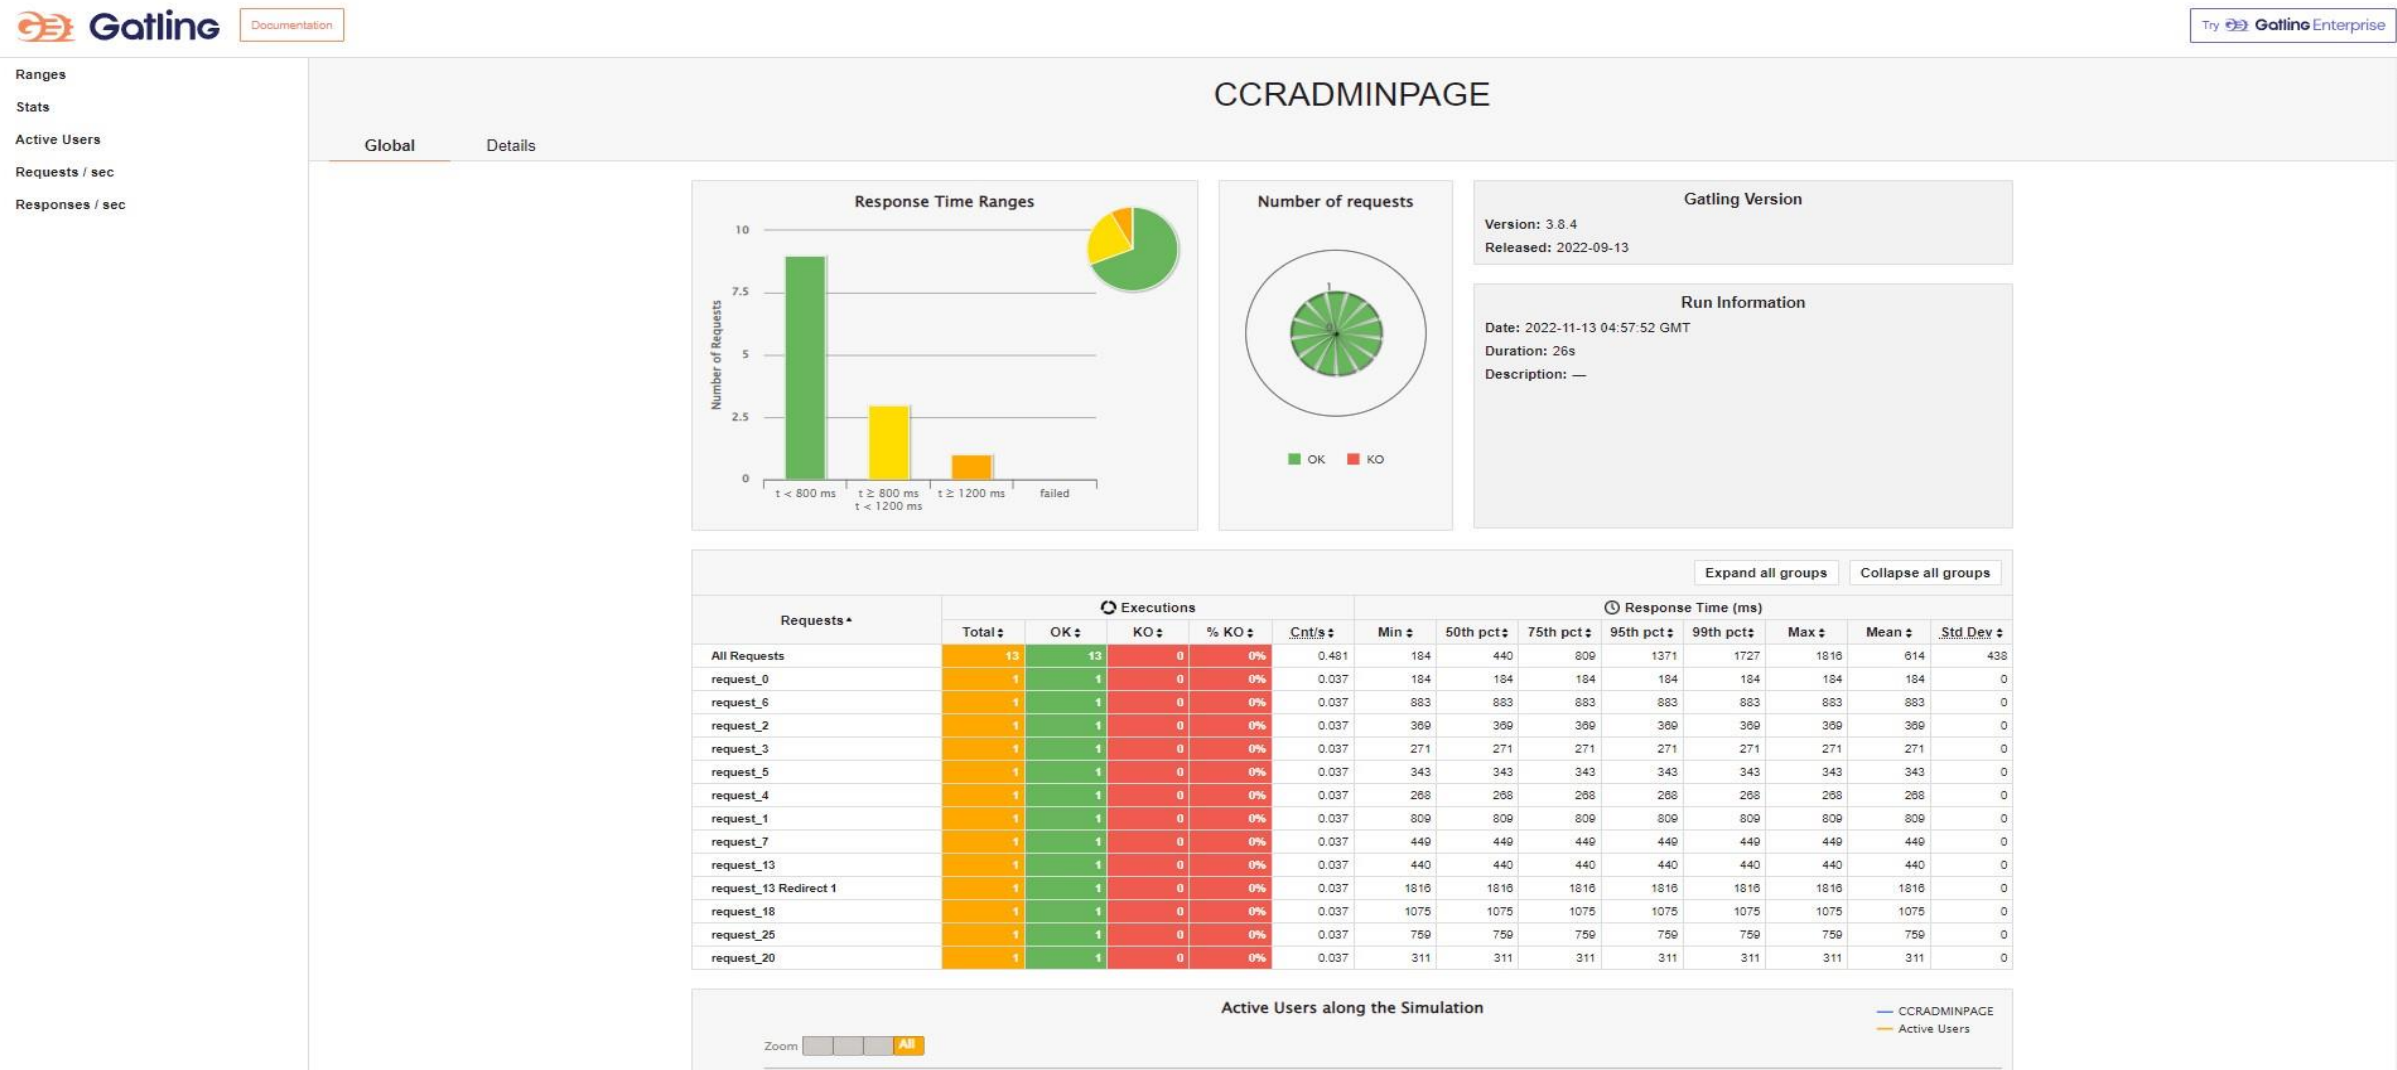 Gatling Documentation Try Gatling Enterprise
Ranges
Stats
Active Users
Requests / sec
Responses / sec
CCRADMINPAGE
Global Details
Response Time Ranges
10
7.5
5
2.5
0
Number of Requests
t < 800 ms
t ≥ 800 ms
t < 1200 ms
t ≥ 1200 ms
failed
Number of requests
1
0
OK KO
Gatling Version
Version: 3.8.4
Released: 2022-09-13
Run Information
Date: 2022-11-13 04:57:52 GMT
Duration: 26s
Description: —
Expand all groups Collapse all groups
Requests Executions Response Time (ms)
Total OK KO % KO Cnt/s Min 50th pct 75th pct 95th pct 99th pct Max Mean Std Dev
All Requests 13 13 0 0% 0.481 184 440 809 1371 1727 1816 614 438
request_0 1 1 0 0% 0.037 184 184 184 184 184 184 184 0
request_6 1 1 0 0% 0.037 883 883 883 883 883 883 883 0
request_2 1 1 0 0% 0.037 369 369 369 369 369 369 369 0
request_3 1 1 0 0% 0.037 271 271 271 271 271 271 271 0
request_5 1 1 0 0% 0.037 343 343 343 343 343 343 343 0
request_4 1 1 0 0% 0.037 268 268 268 268 268 268 268 0
request_1 1 1 0 0% 0.037 809 809 809 809 809 809 809 0
request_7 1 1 0 0% 0.037 449 449 449 449 449 449 449 0
request_13 1 1 0 0% 0.037 440 440 440 440 440 440 440 0
request_13 Redirect 1 1 1 0 0% 0.037 1816 1816 1816 1816 1816 1816 1816 0
request_18 1 1 0 0% 0.037 1075 1075 1075 1075 1075 1075 1075 0
request_25 1 1 0 0% 0.037 759 759 759 759 759 759 759 0
request_20 1 1 0 0% 0.037 311 311 311 311 311 311 311 0
Active Users along the Simulation
CCRADMINPAGE
Active Users
Zoom All